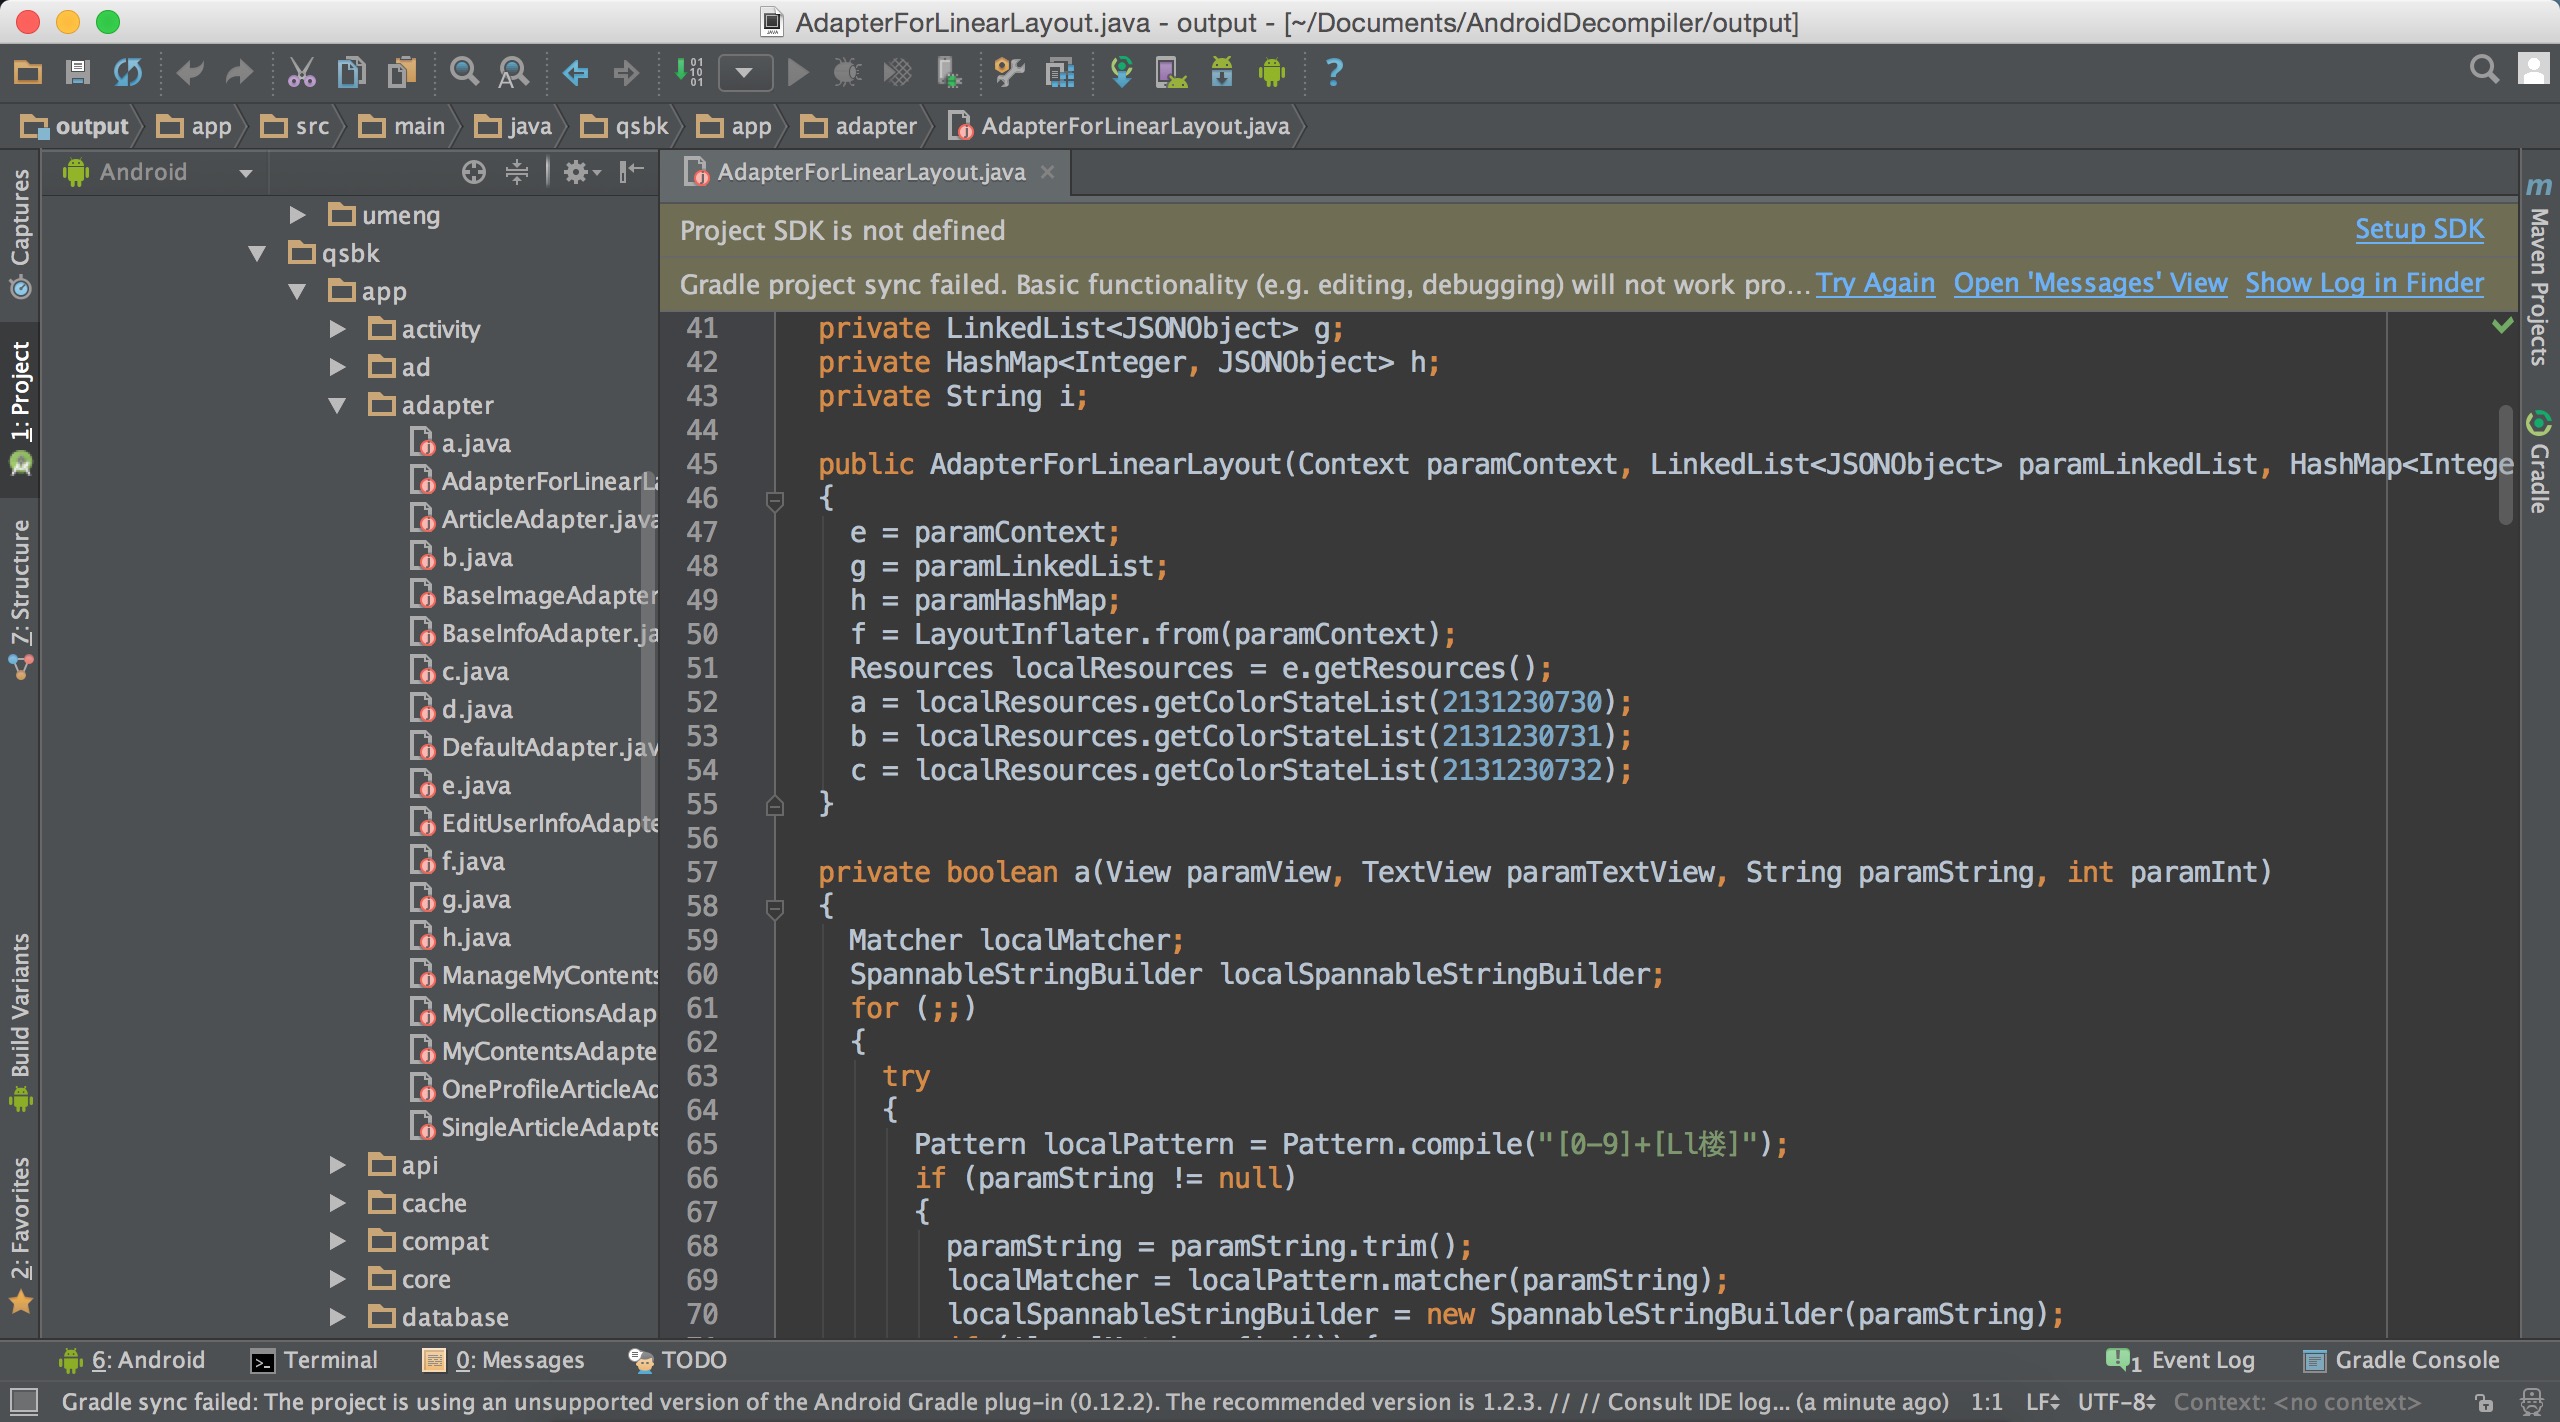 AdapterForLinearLayout.java - output - [~/Documents/AndroidDecompiler/output]
output app src main java qsbk app adapter AdapterForLinearLayout.java
Captures
1: Project
7: Structure
Build Variants
2: Favorites
Android
umeng
qsbk
app
activity
ad
adapter
a.java
AdapterForLinearLa
ArticleAdapter.java
b.java
BaseImageAdapter
BaseInfoAdapter.ja
c.java
d.java
DefaultAdapter.jav
e.java
EditUserInfoAdapte
f.java
g.java
h.java
ManageMyContents
MyCollectionsAdap
MyContentsAdapte
OneProfileArticleAd
SingleArticleAdapte
api
cache
compat
core
database
AdapterForLinearLayout.java
Project SDK is not defined Setup SDK
Gradle project sync failed. Basic functionality (e.g. editing, debugging) will not work pro... Try Again Open 'Messages' View Show Log in Finder
41 private LinkedList<JSONObject> g;
42 private HashMap<Integer, JSONObject> h;
43 private String i;
44
45 public AdapterForLinearLayout(Context paramContext, LinkedList<JSONObject> paramLinkedList, HashMap<Intege
46 {
47 e = paramContext;
48 g = paramLinkedList;
49 h = paramHashMap;
50 f = LayoutInflater.from(paramContext);
51 Resources localResources = e.getResources();
52 a = localResources.getColorStateList(2131230730);
53 b = localResources.getColorStateList(2131230731);
54 c = localResources.getColorStateList(2131230732);
55 }
56
57 private boolean a(View paramView, TextView paramTextView, String paramString, int paramInt)
58 {
59 Matcher localMatcher;
60 SpannableStringBuilder localSpannableStringBuilder;
61 for (;;)
62 {
63 try
64 {
65 Pattern localPattern = Pattern.compile("[0-9]+[Ll楼]");
66 if (paramString != null)
67 {
68 paramString = paramString.trim();
69 localMatcher = localPattern.matcher(paramString);
70 localSpannableStringBuilder = new SpannableStringBuilder(paramString);
m Maven Projects
Gradle
6: Android Terminal 0: Messages TODO 1 Event Log Gradle Console
Gradle sync failed: The project is using an unsupported version of the Android Gradle plug-in (0.12.2). The recommended version is 1.2.3. // // Consult IDE log... (a minute ago) 1:1 LF UTF-8 Context: <no context>